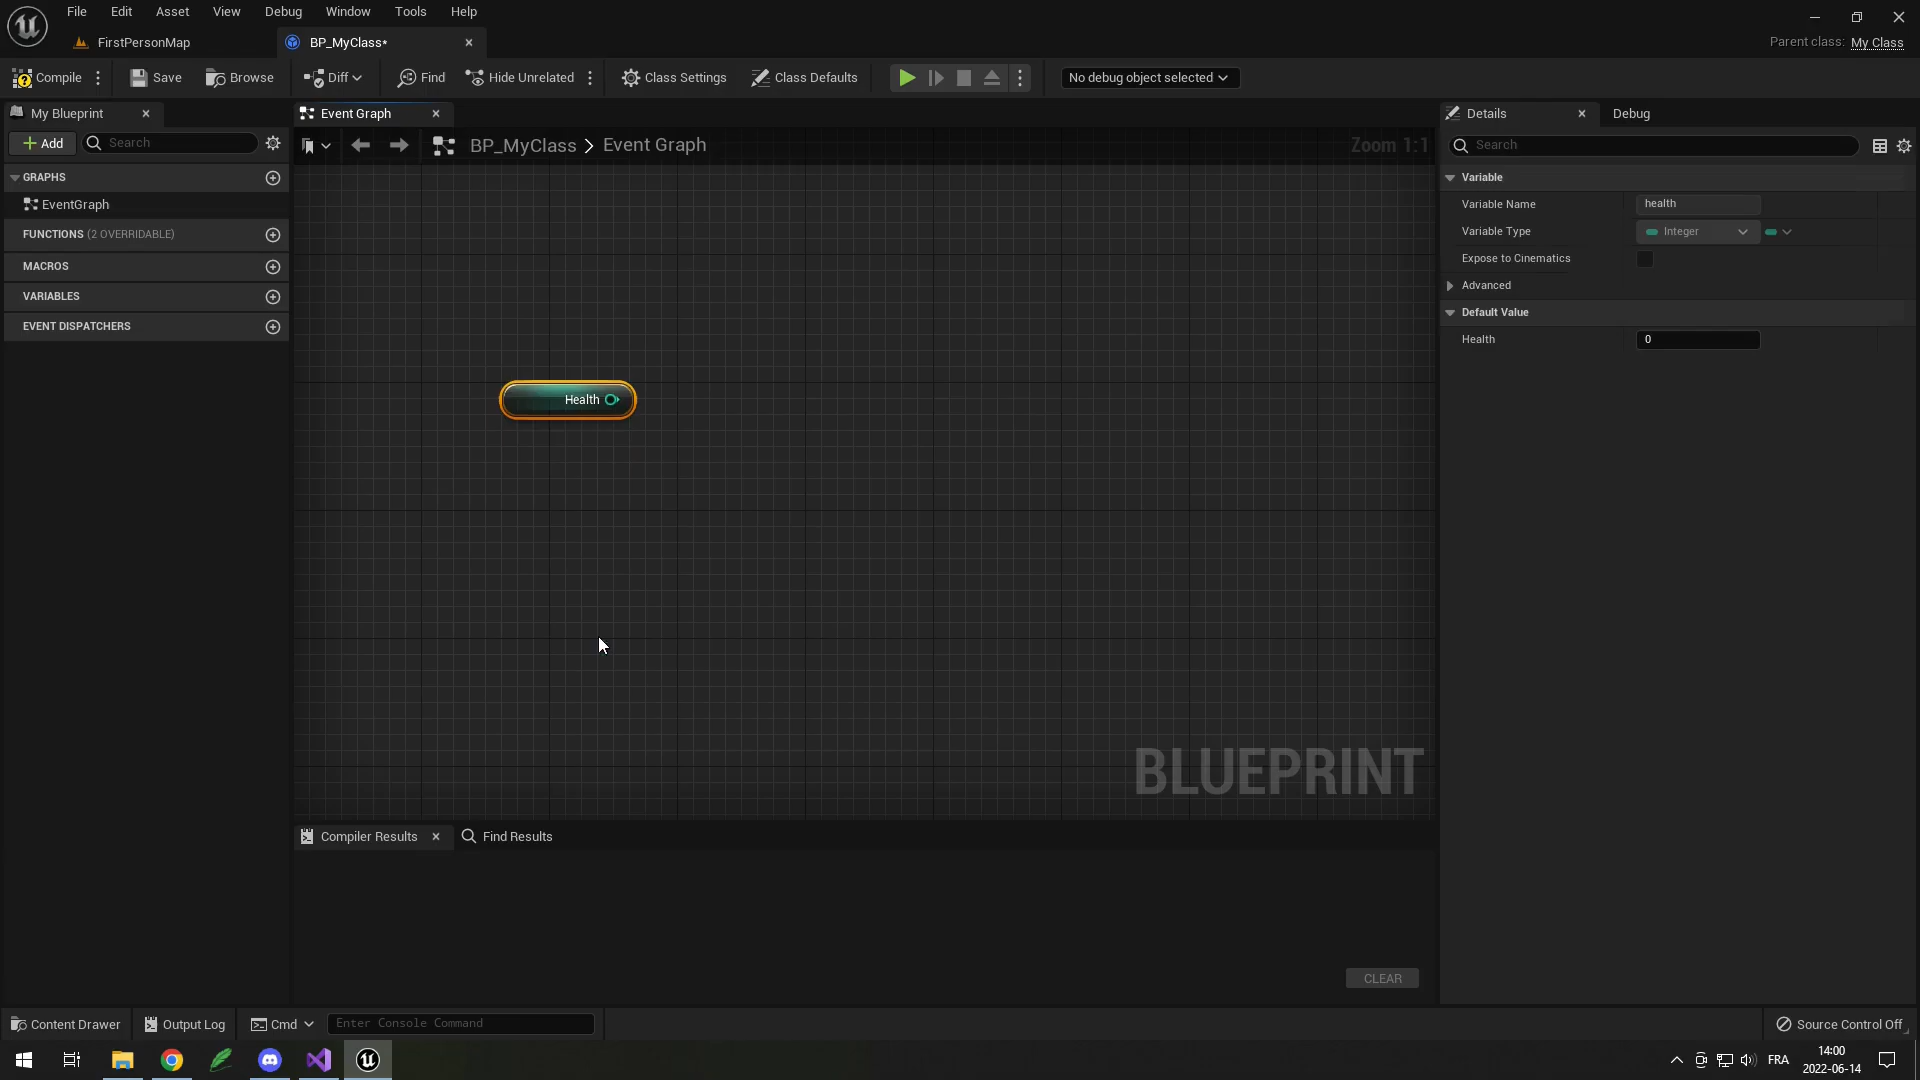 File Edit Asset View Debug Window Tools Help
FirstPersonMap
BP_MyClass*
Parent class: My Class
Compile
Save
Browse
Diff
Find
Hide Unrelated
Class Settings
Class Defaults
No debug object selected
My Blueprint
Add
Search
GRAPHS
EventGraph
FUNCTIONS (2 OVERRIDABLE)
MACROS
VARIABLES
EVENT DISPATCHERS
Event Graph
BP_MyClass > Event Graph
Zoom 1:1
Health
BLUEPRINT
Compiler Results
Find Results
CLEAR
Details
Debug
Search
Variable
Variable Name health
Variable Type Integer
Expose to Cinematics
Advanced
Default Value
Health 0
Content Drawer
Output Log
Cmd
Enter Console Command
Source Control Off
FRA
14:00
2022-06-14